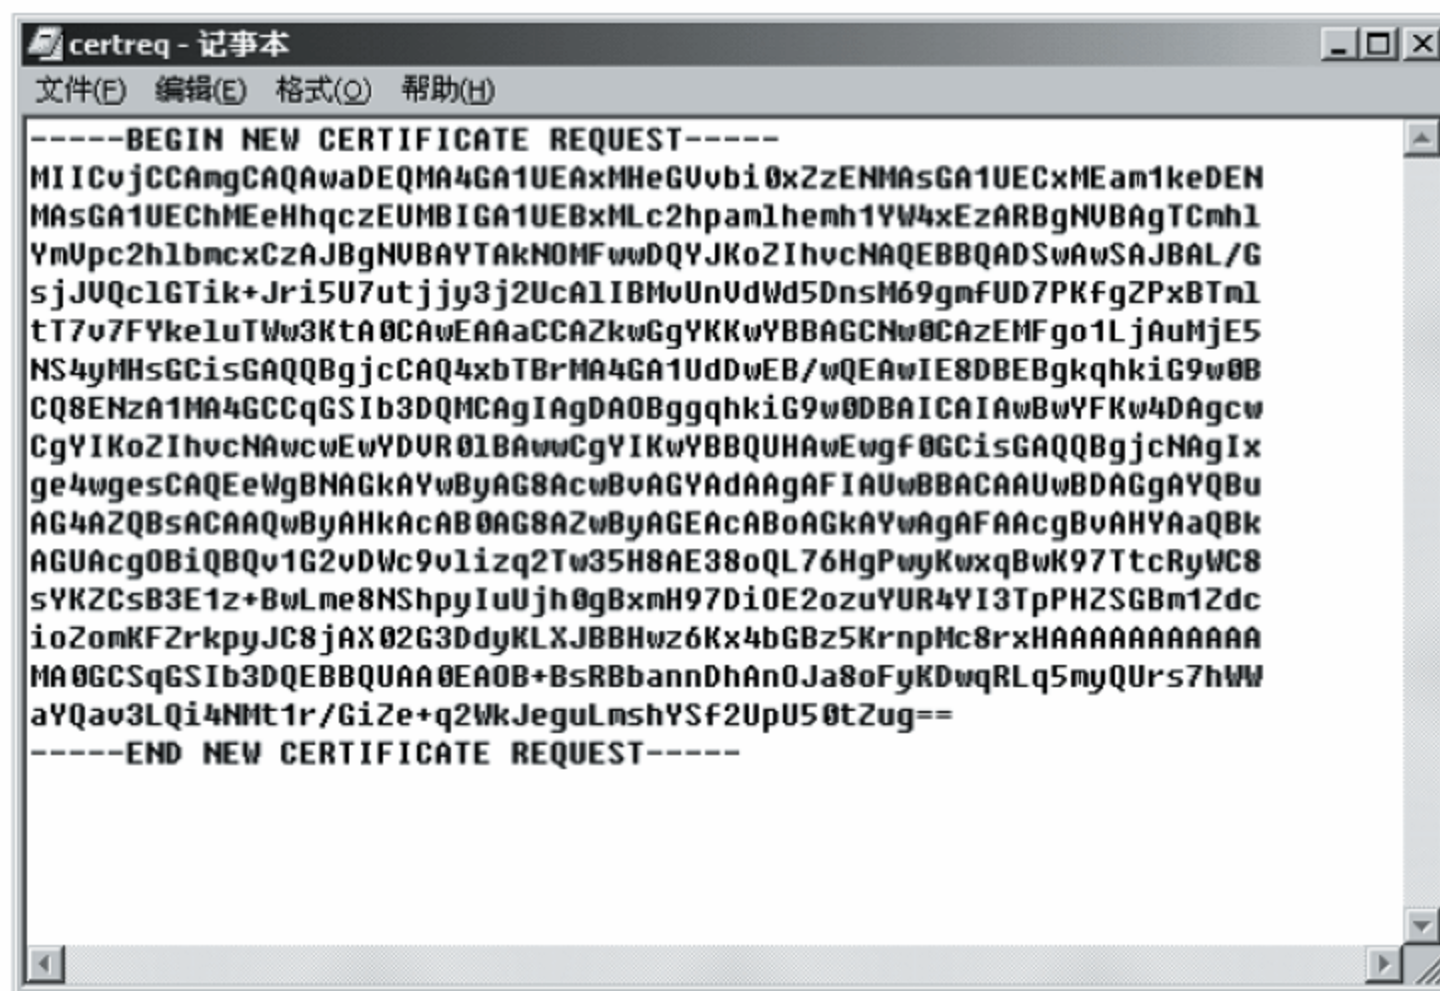 certreq - 记事本
文件(F) 编辑(E) 格式(O) 帮助(H)
-----BEGIN NEW CERTIFICATE REQUEST-----
MIICvjCCAmgCAQAwaDEQMA4GA1UEAxMHeGVvbi0xZzENMAsGA1UECxMEam1keDEN
MAsGA1UEChMEeHhqczEUMBIGA1UEBxMLc2hpamlhemh1YW4xEzARBgNVBAgTCmhl
YmVpc2hlbmcxCzAJBgNVBAYTAkNOMFwwDQYJKoZIhvcNAQEBBQADSwAwSAJBAL/G
sjJVQclGTik+Jri5U7utjjy3j2UcAlIBMvUnVdWd5DnsM69gmfUD7PKfgZPxBTml
tT7v7FYkeluTWw3KtA0CAwEAAaCCAZkwGgYKKwYBBAGCNw0CAzEMFgo1LjAuMjE5
NS4yMHsGCisGAQQBgjcCAQ4xbTBrMA4GA1UdDwEB/wQEAwIE8DBEBgkqhkiG9w0B
CQ8ENzA1MA4GCCqGSIb3DQMCAgIAgDAOBggqhkiG9w0DBAICAIAwBwYFKw4DAgcw
CgYIKoZIhvcNAwcwEwYDVR0lBAwwCgYIKwYBBQUHAwEwgf0GCisGAQQBgjcNAgIx
ge4wgesCAQEeWgBNAGkAYwByAG8AcwBvAGYAdAAgAFIAUwBBACAAUwBDAGgAYQBu
AG4AZQBsACAAQwByAHkAcAB0AG8AZwByAGEAcABoAGkAYwAgAFAAcgBvAHYAaQBk
AGUAcgOBiQBQv1G2vDWc9vlizq2Tw35H8AE38oQL76HgPwyKwxqBwK97TtcRyWC8
sYKZCsB3E1z+BwLme8NShpyIuUjh0gBxmH97DiOE2ozuYUR4YI3TpPHZSGBm1Zdc
ioZomKFZrkpyJC8jAX02G3DdyKLXJBBHwz6Kx4bGBz5KrnpMc8rxHAAAAAAAAAAA
MA0GCSqGSIb3DQEBBQUAA0EAOB+BsRBbannDhAnOJa8oFyKDwqRLq5myQUrs7hWW
aYQav3LQi4NMt1r/GiZe+q2WkJeguLmshYSf2UpU50tZug==
-----END NEW CERTIFICATE REQUEST-----